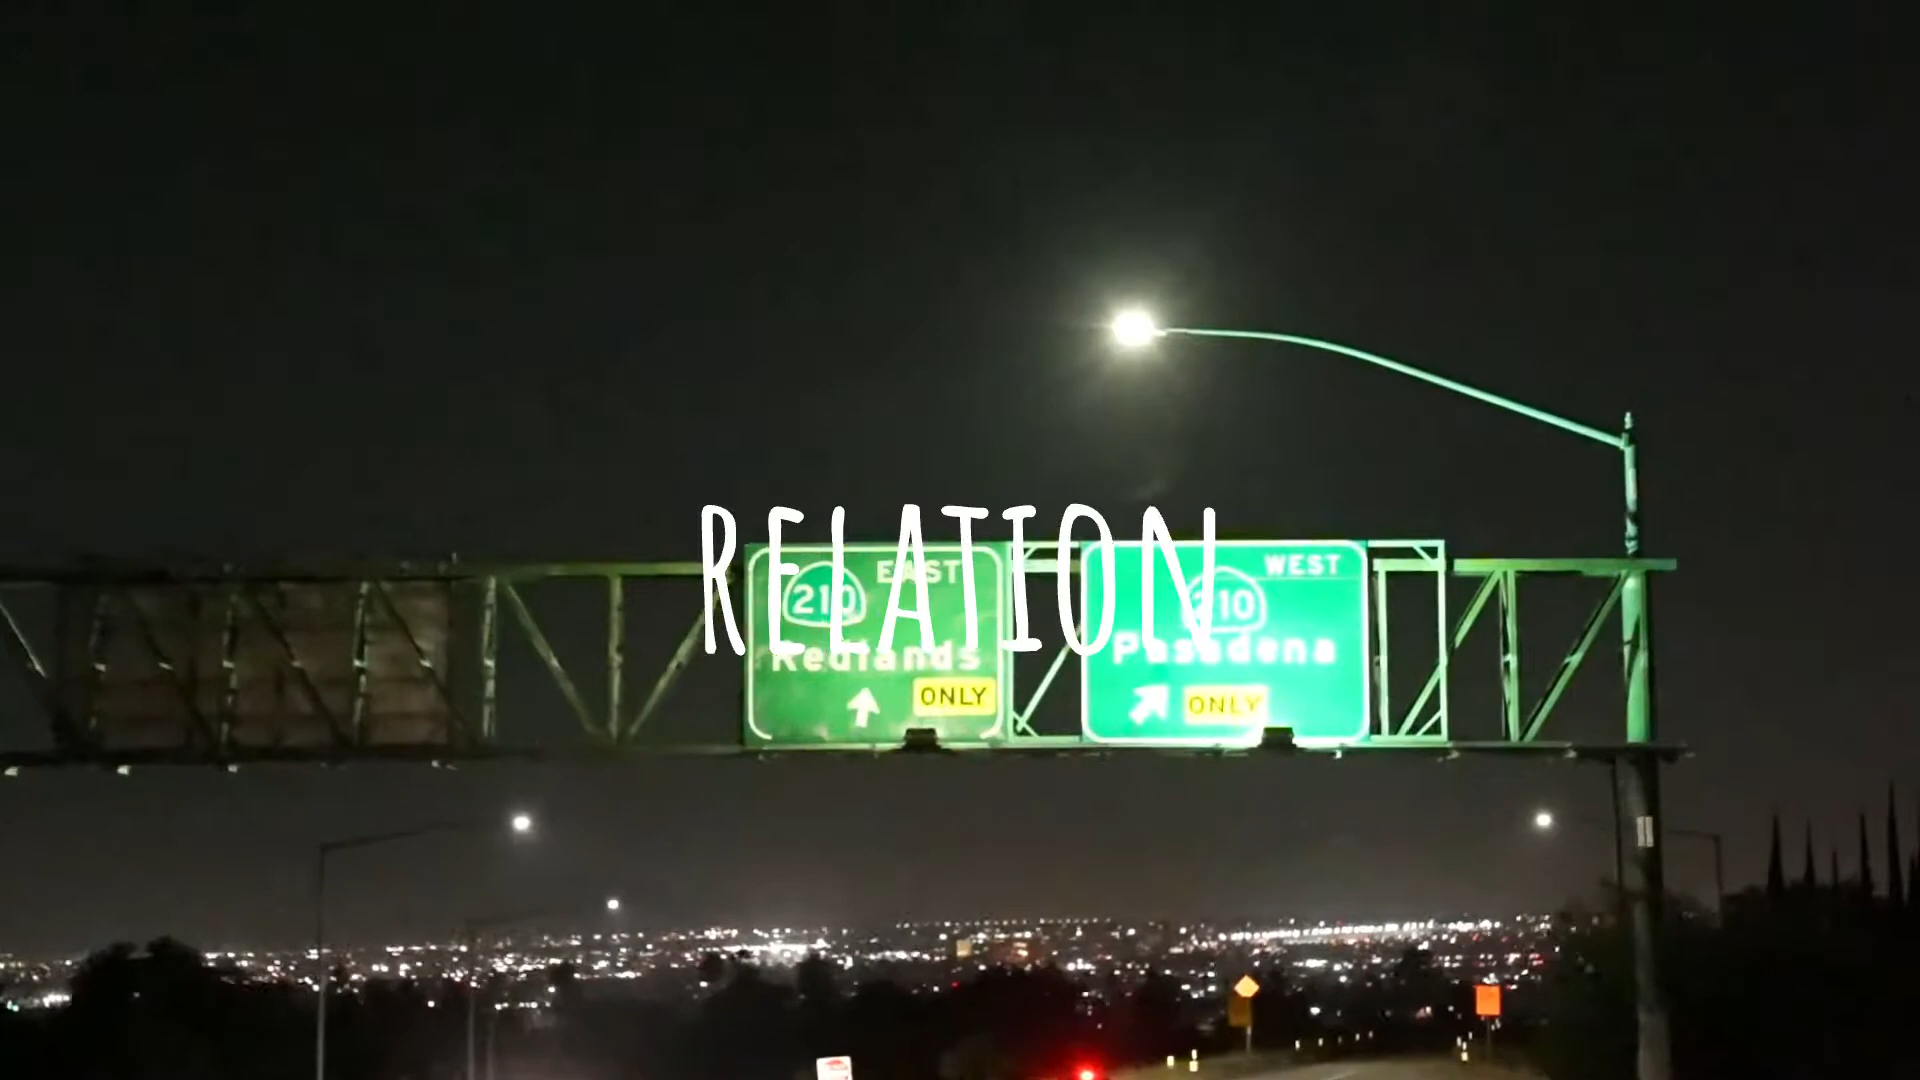 RELATION
EAST
210
Redlands
ONLY
WEST
210
Pasadena
ONLY